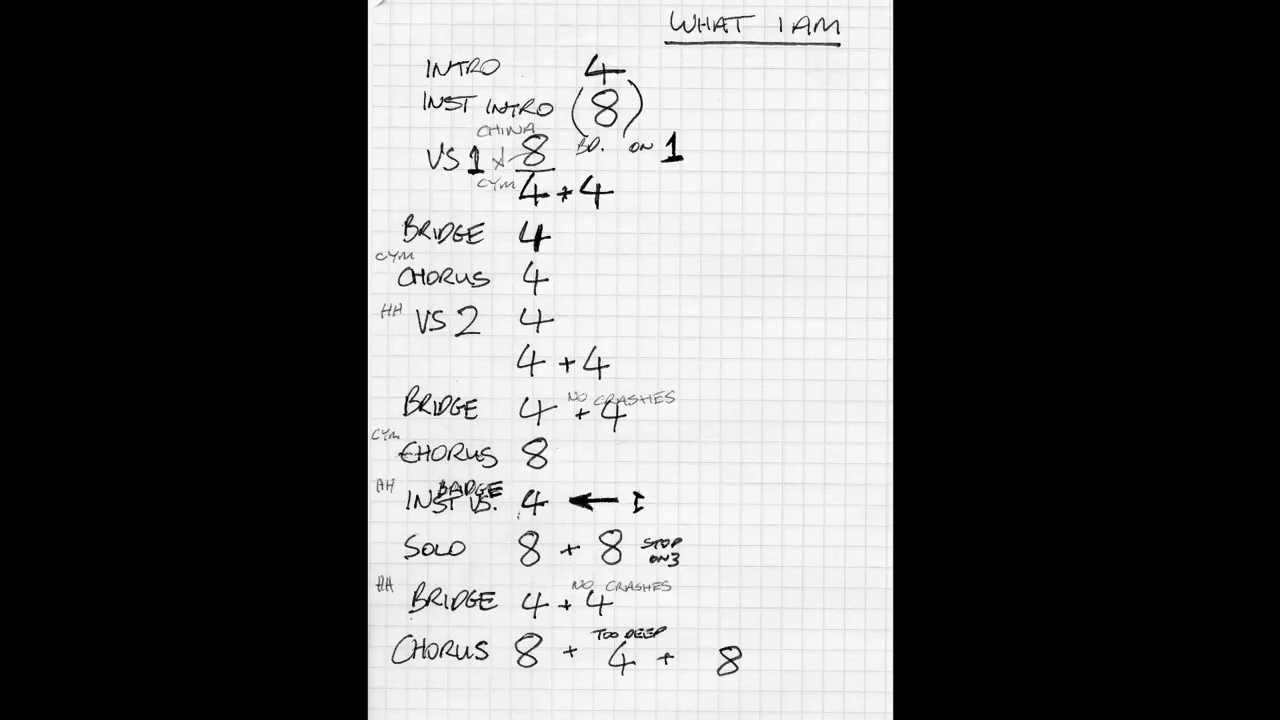 WHAT I AM
INTRO 4
INST INTRO (8)
CHINA
VS 1 8 BD. ON 1
CYM 4 + 4
BRIDGE 4
CYM
CHORUS 4
HH VS 2 4
4 + 4
NO CRASHES
BRIDGE 4 + 4
CYM
CHORUS 8
HH BRIDGE
INST VS. 4 ←
SOLO 8 + 8 STOP ON 3
HH NO CRASHES
BRIDGE 4 + 4
TOO DEEP
CHORUS 8 + 4 + 8